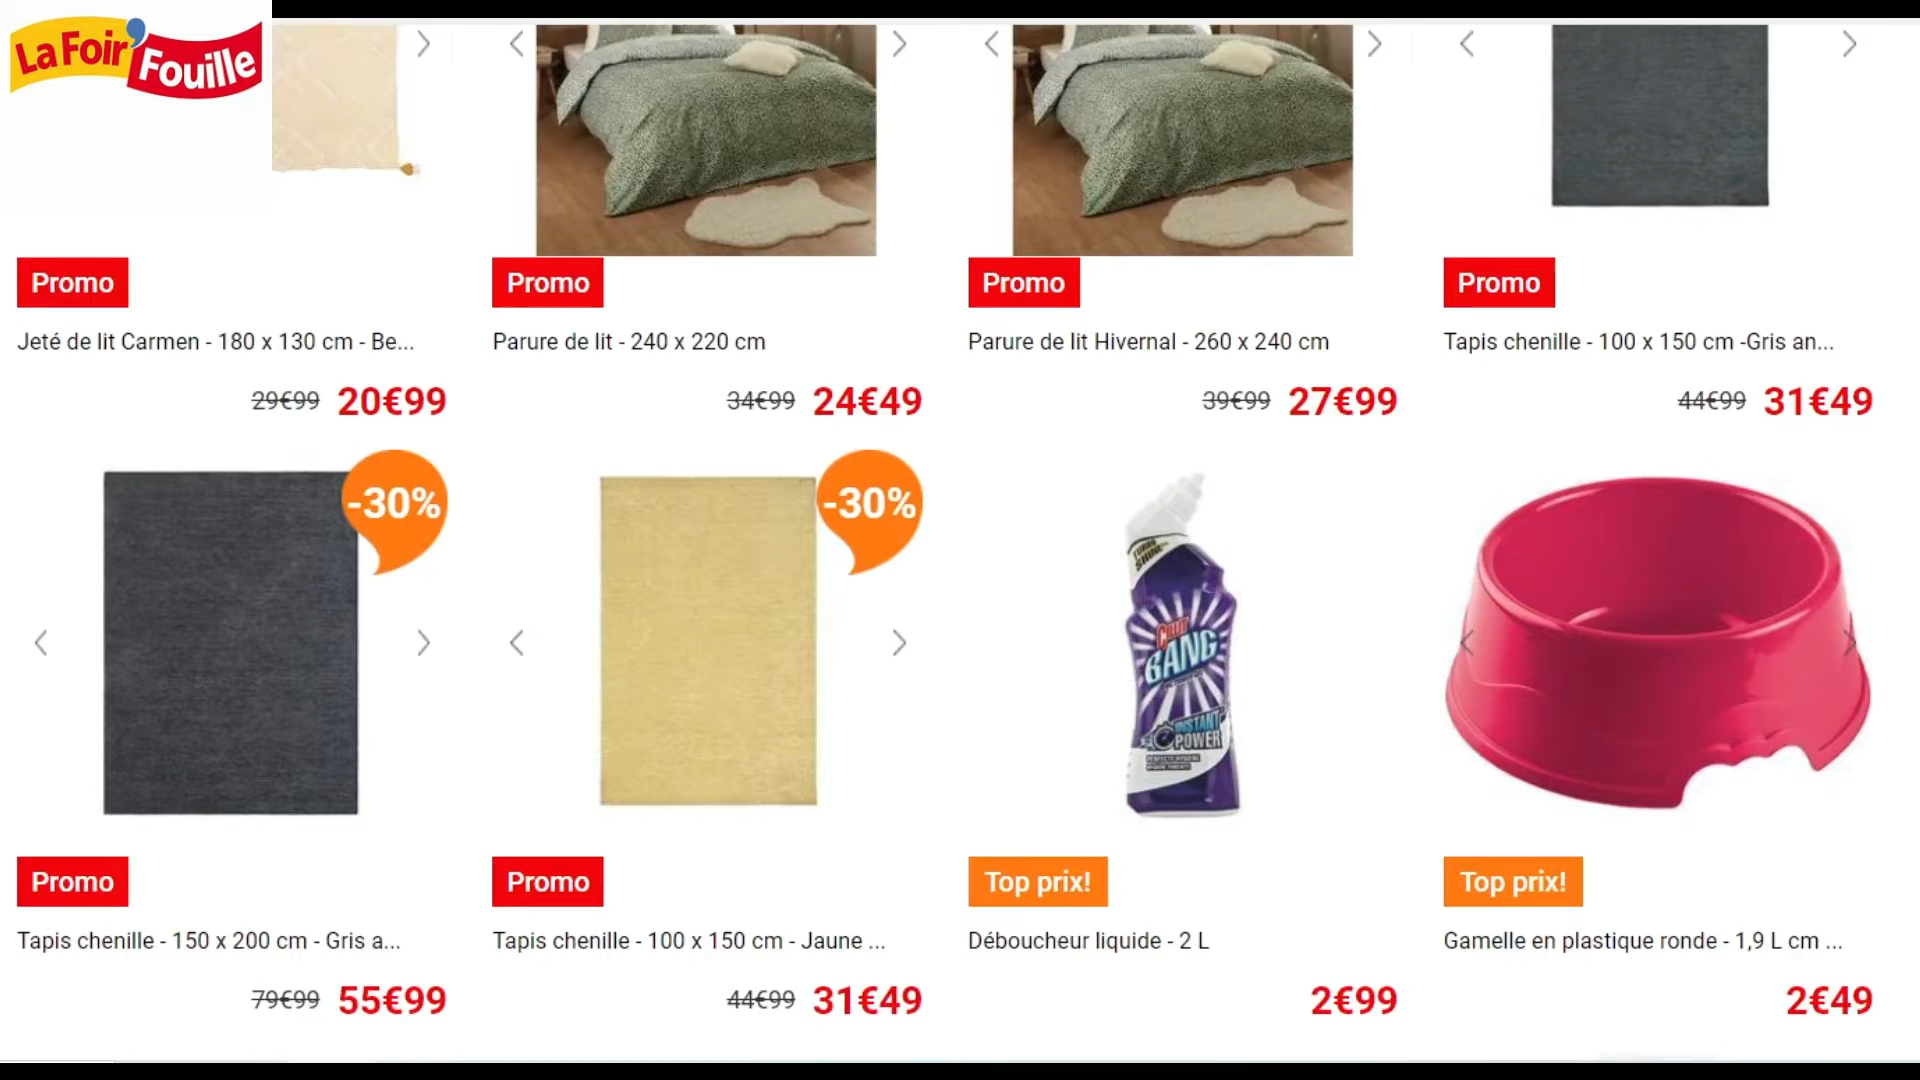 La Foir'Fouille
Promo
Promo
Promo
Promo
Jeté de lit Carmen - 180 x 130 cm - Be...
Parure de lit - 240 x 220 cm
Parure de lit Hivernal - 260 x 240 cm
Tapis chenille - 100 x 150 cm -Gris an...
29€99 20€99
34€99 24€49
39€99 27€99
44€99 31€49
-30%
-30%
TURBO
SHINE
CILLIT
BANG
INSTANT
POWER
Promo
Promo
Top prix!
Top prix!
Tapis chenille - 150 x 200 cm - Gris a...
Tapis chenille - 100 x 150 cm - Jaune ...
Déboucheur liquide - 2 L
Gamelle en plastique ronde - 1,9 L cm ...
79€99 55€99
44€99 31€49
2€99
2€49